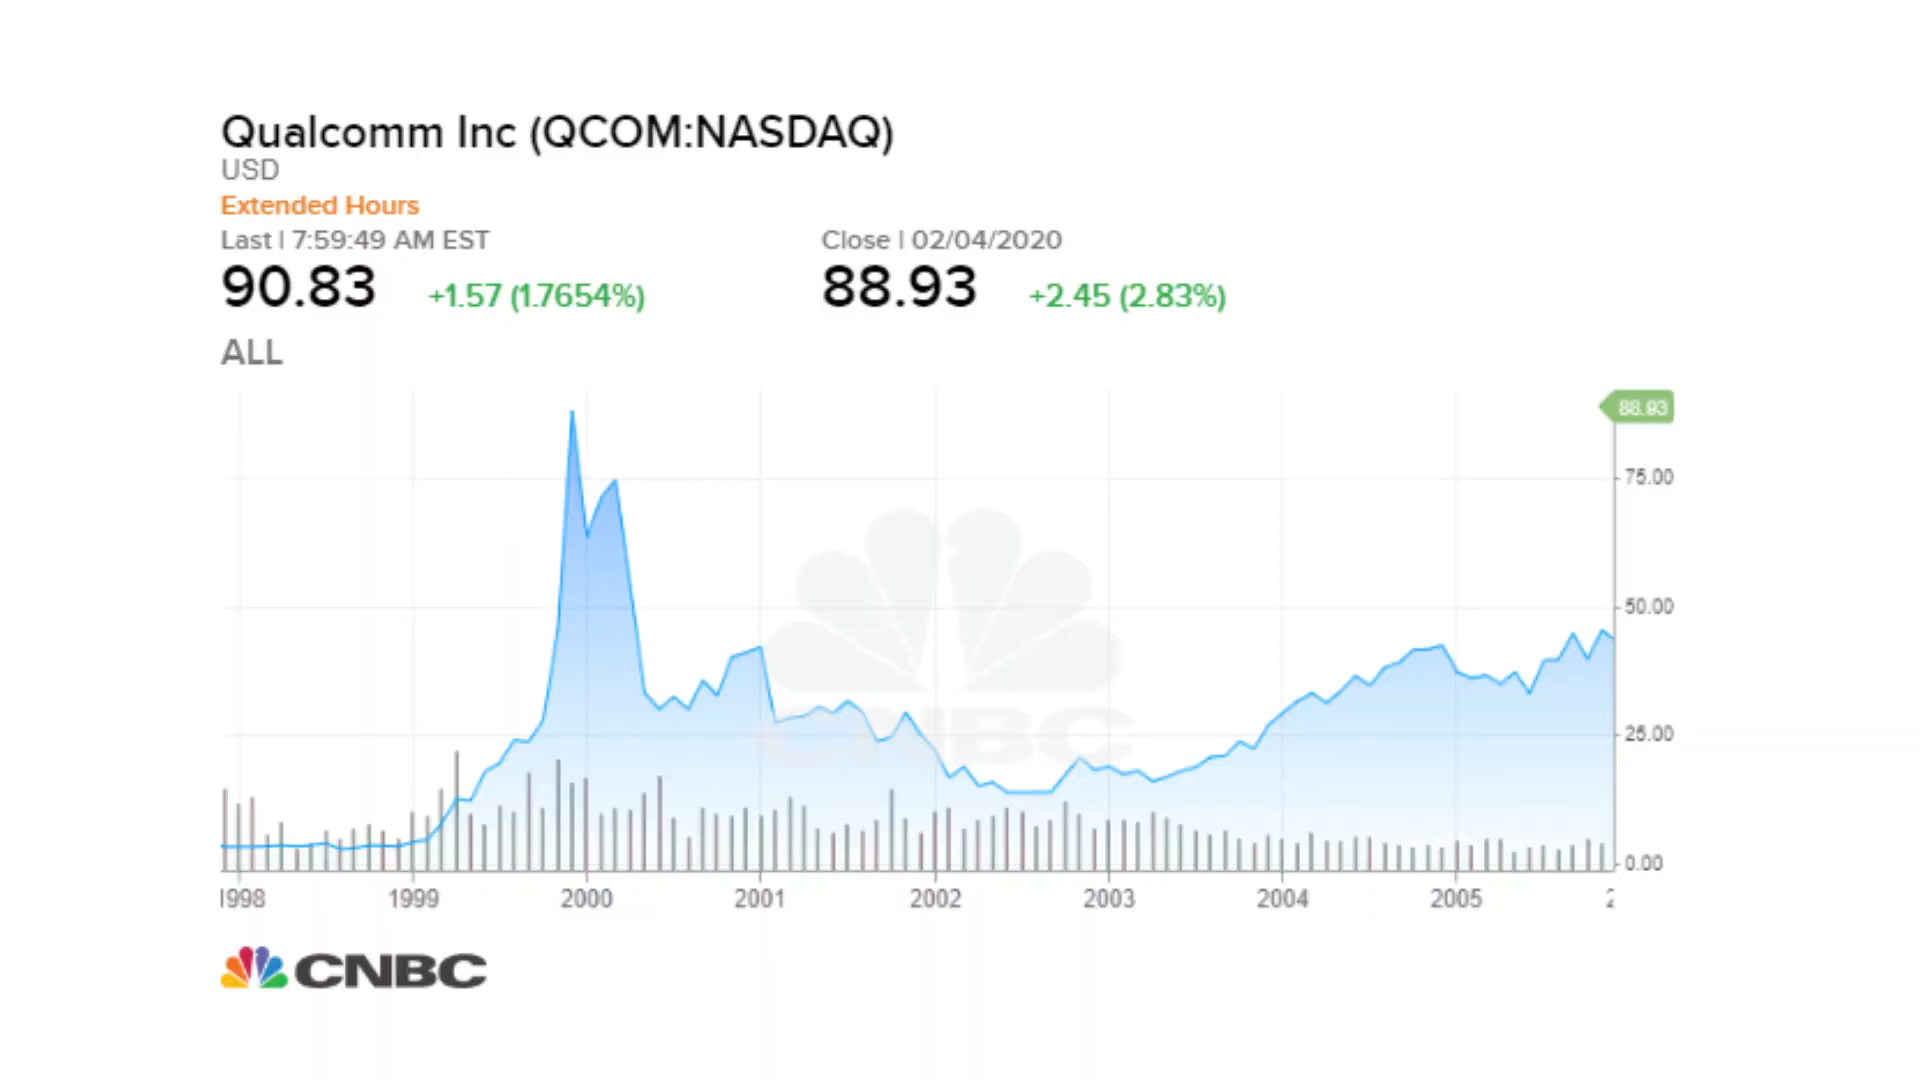 Qualcomm Inc (QCOM:NASDAQ)
USD
Extended Hours
Last | 7:59:49 AM EST
Close | 02/04/2020
90.83 +1.57 (1.7654%)
88.93 +2.45 (2.83%)
ALL
88.93
75.00
50.00
25.00
0.00
1998 1999 2000 2001 2002 2003 2004 2005 2
CNBC
CNBC